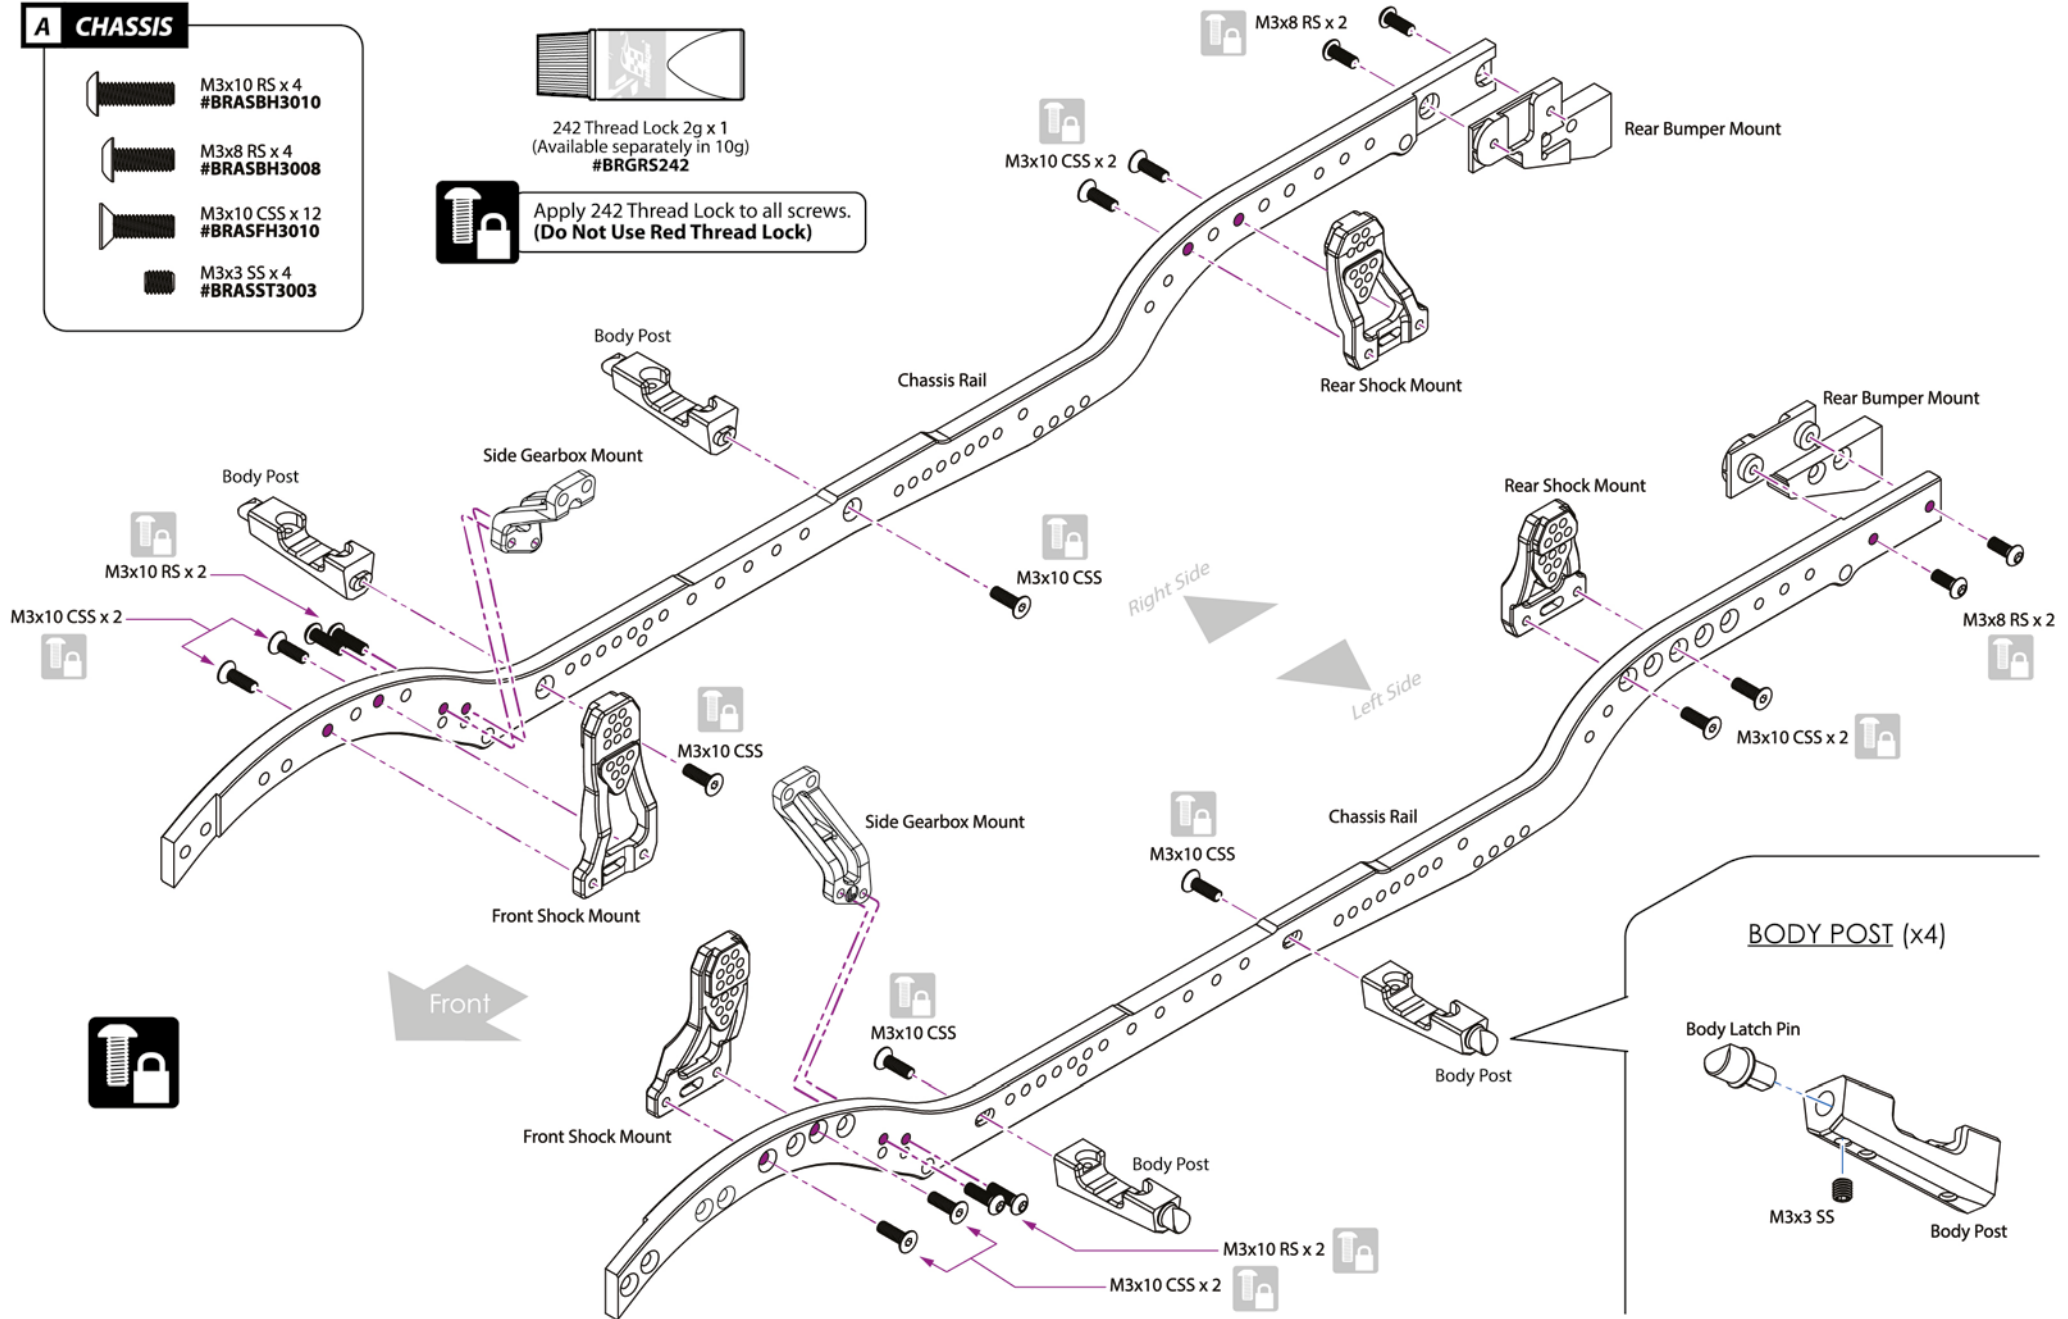 A CHASSIS
M3x10 RS x 4
#BRASBH3010
M3x8 RS x 4
#BRASBH3008
M3x10 CSS x 12
#BRASFH3010
M3x3 SS x 4
#BRASST3003
242 Thread Lock 2g x 1
(Available separately in 10g)
#BRGRS242
Apply 242 Thread Lock to all screws.
(Do Not Use Red Thread Lock)
M3x8 RS x 2
Rear Bumper Mount
M3x10 CSS x 2
Body Post
Chassis Rail
Rear Shock Mount
Rear Bumper Mount
Side Gearbox Mount
Body Post
Rear Shock Mount
M3x10 RS x 2
M3x10 CSS
M3x10 CSS x 2
Right Side
Left Side
M3x8 RS x 2
M3x10 CSS
M3x10 CSS x 2
Side Gearbox Mount
Chassis Rail
M3x10 CSS
Front Shock Mount
BODY POST (x4)
Front
M3x10 CSS
Body Latch Pin
Body Post
Front Shock Mount
Body Post
M3x3 SS
Body Post
M3x10 RS x 2
M3x10 CSS x 2